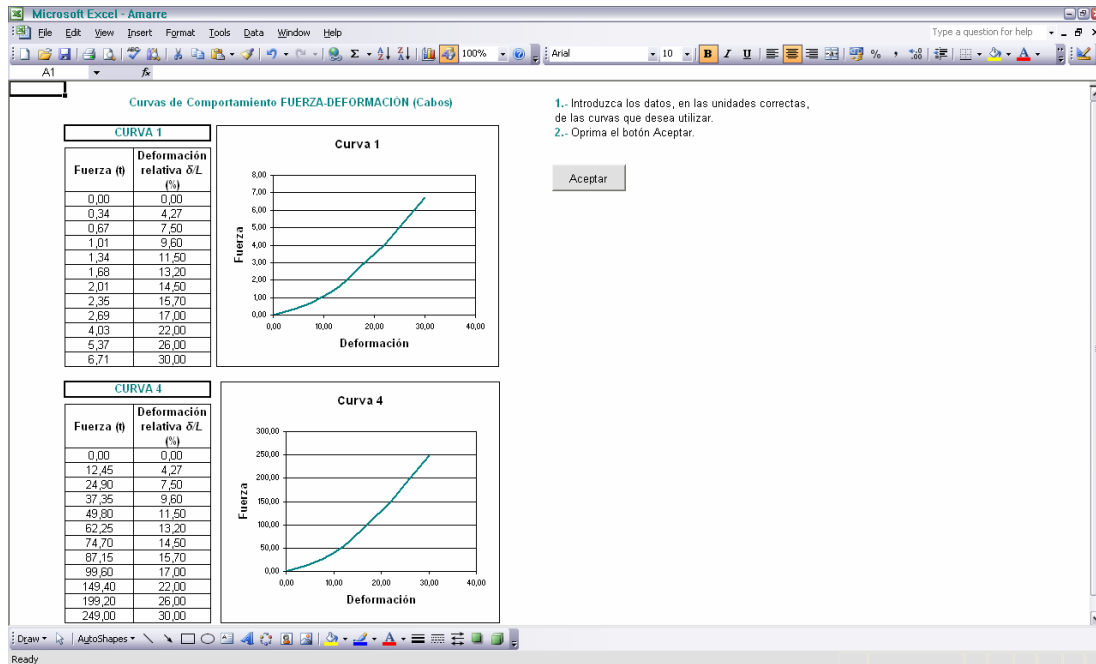 Microsoft Excel - Amarre
File Edit View Insert Format Tools Data Window Help
Type a question for help
100%
Arial
10
B I U
A1
fx
Curvas de Comportamiento FUERZA-DEFORMACIÓN (Cabos)
1.- Introduzca los datos, en las unidades correctas,
de las curvas que desea utilizar.
2.- Oprima el botón Aceptar.
Aceptar
CURVA 1
Fuerza (t) Deformación relativa δ/L (%)
0,00 0,00
0,34 4,27
0,67 7,50
1,01 9,60
1,34 11,50
1,68 13,20
2,01 14,50
2,35 15,70
2,69 17,00
4,03 22,00
5,37 26,00
6,71 30,00
Curva 1
Fuerza
8,00
7,00
6,00
5,00
4,00
3,00
2,00
1,00
0,00
0,00 10,00 20,00 30,00 40,00
Deformación
CURVA 4
Fuerza (t) Deformación relativa δ/L (%)
0,00 0,00
12,45 4,27
24,90 7,50
37,35 9,60
49,80 11,50
62,25 13,20
74,70 14,50
87,15 15,70
99,60 17,00
149,40 22,00
199,20 26,00
249,00 30,00
Curva 4
Fuerza
300,00
250,00
200,00
150,00
100,00
50,00
0,00
0,00 10,00 20,00 30,00 40,00
Deformación
Draw AutoShapes
Ready